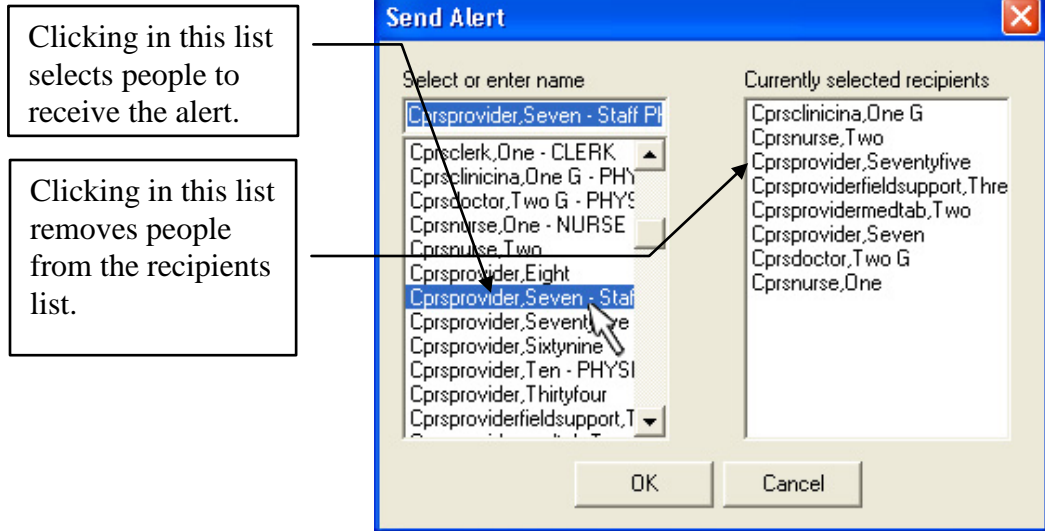 Clicking in this list
selects people to
receive the alert.
Clicking in this list
removes people
from the recipients
list.
Send Alert
Select or enter name
Cprsprovider,Seven - Staff
Cprsclerk,One - CLERK
Cprsclinicina,One G - PHY
Cprsdoctor,Two G - PHYS
Cprsnurse,One - NURSE
Cprsnurse,Two
Cprsprovider,Eight
Cprsprovider,Seven - Staf
Cprsprovider,Seventyfive
Cprsprovider,Sixtynine
Cprsprovider,Ten - PHYSI
Cprsprovider,Thirtyfour
Cprsproviderfieldsupport,T
Currently selected recipients
Cprsclinicina,One G
Cprsnurse,Two
Cprsprovider,Seventyfive
Cprsproviderfieldsupport,Thre
Cprsprovidermedtab,Two
Cprsprovider,Seven
Cprsdoctor,Two G
Cprsnurse,One
OK
Cancel